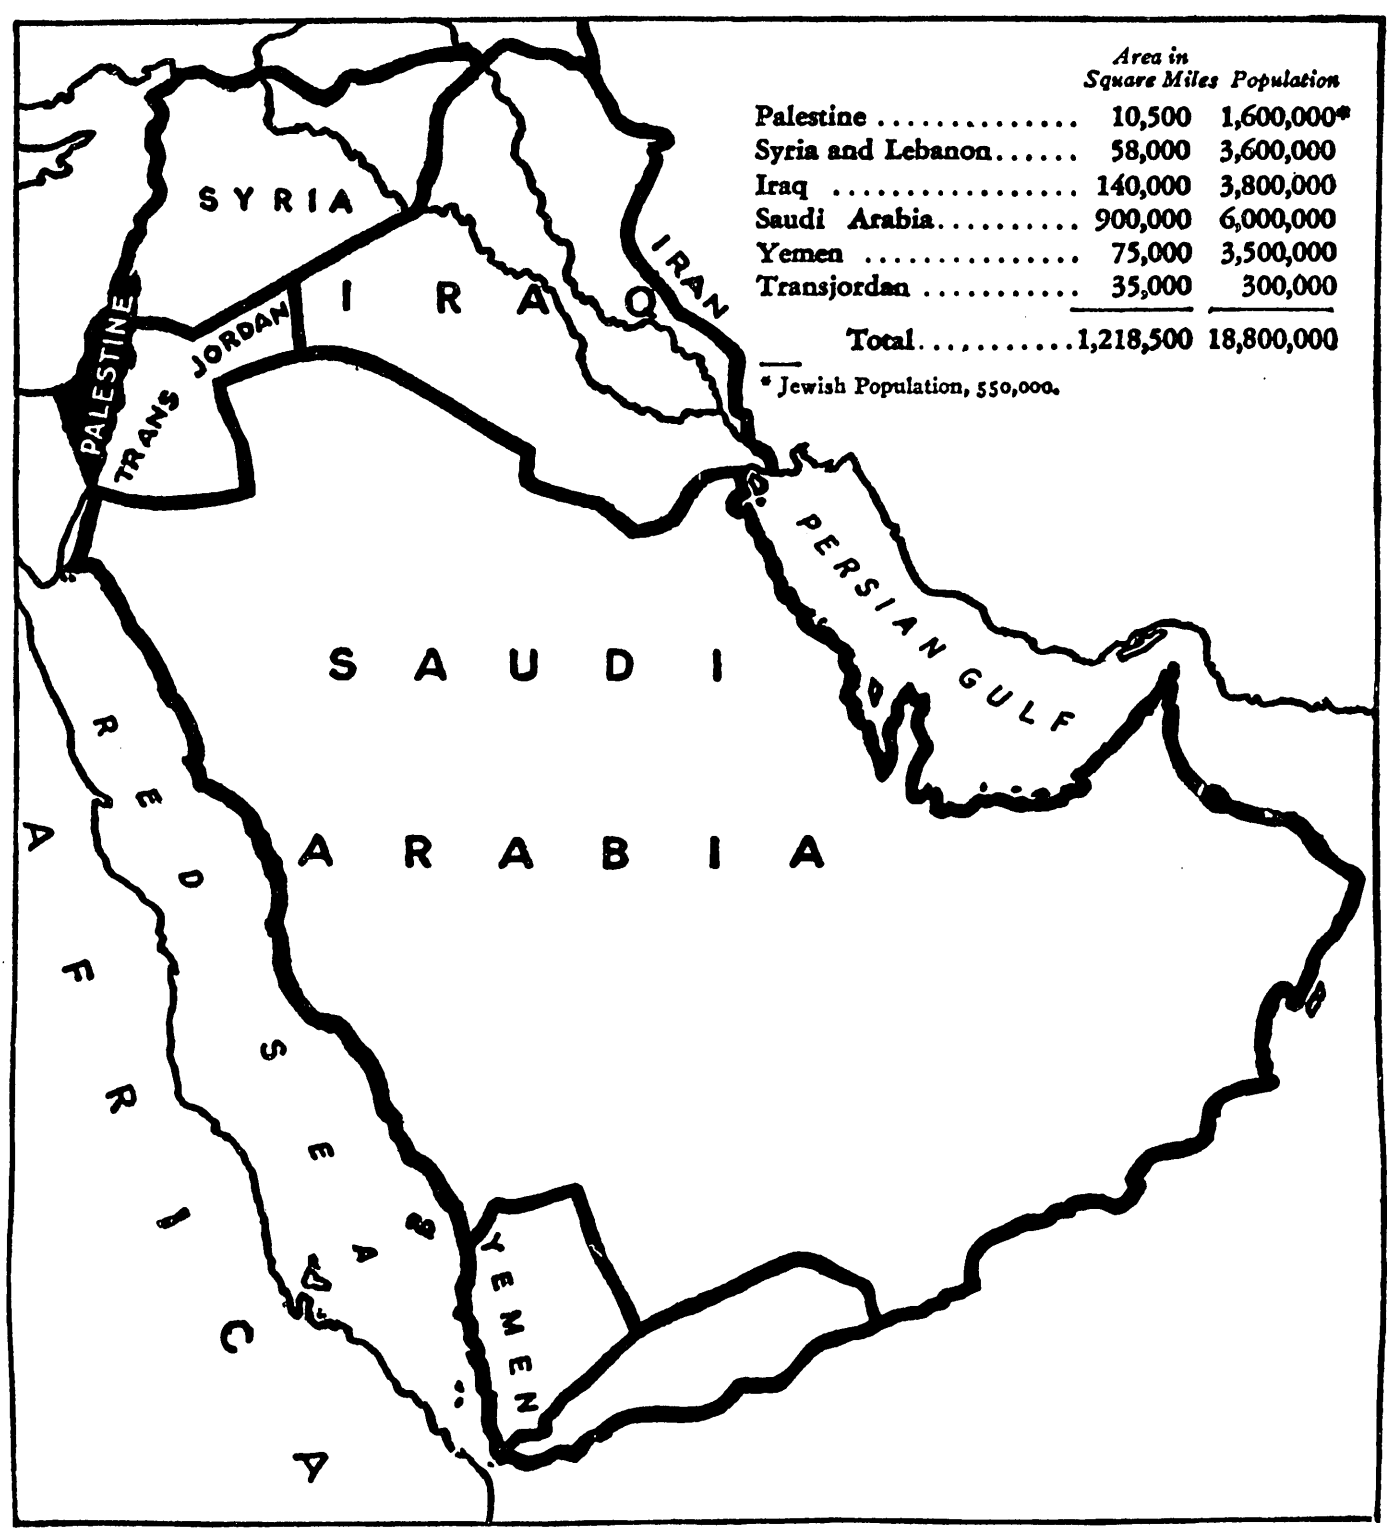 Area in
Square Miles Population
Palestine .............. 10,500 1,600,000*
Syria and Lebanon...... 58,000 3,600,000
Iraq ................. 140,000 3,800,000
Saudi Arabia.......... 900,000 6,000,000
Yemen ............... 75,000 3,500,000
Transjordan ........... 35,000 300,000
Total...........1,218,500 18,800,000
* Jewish Population, 550,000.
SYRIA
IRAN
IRAQ
PALESTINE
TRANS JORDAN
PERSIAN GULF
SAUDI
ARABIA
RED SEA
AFRICA
YEMEN